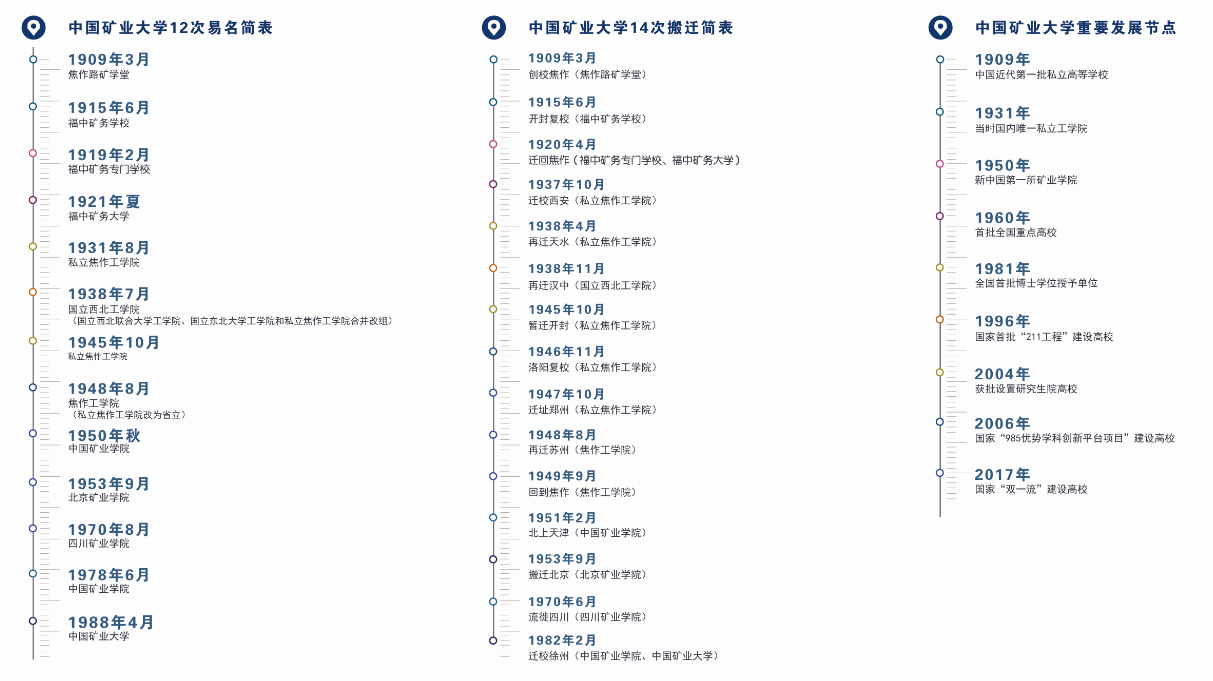 中国矿业大学12次易名简表
1909年3月
焦作路矿学堂
1915年6月
福中矿务学校
1919年2月
福中矿务专门学校
1921年夏
福中矿务大学
1931年8月
私立焦作工学院
1938年7月
国立西北工学院
（国立西北联合大学工学院、国立东北大学工学院和私立焦作工学院合并改组）
1945年10月
私立焦作工学院
1948年8月
焦作工学院
（私立焦作工学院改为省立）
1950年秋
中国矿业学院
1953年9月
北京矿业学院
1970年8月
四川矿业学院
1978年6月
中国矿业学院
1988年4月
中国矿业大学
中国矿业大学14次搬迁简表
1909年3月
创校焦作（焦作路矿学堂）
1915年6月
开封复校（福中矿务学校）
1920年4月
迁回焦作（福中矿务专门学校、福中矿务大学）
1937年10月
迁校西安（私立焦作工学院）
1938年4月
再迁天水（私立焦作工学院）
1938年11月
再迁汉中（国立西北工学院）
1945年10月
暂迁开封（私立焦作工学院）
1946年11月
洛阳复校（私立焦作工学院）
1947年10月
迁址郑州（私立焦作工学院）
1948年8月
再迁苏州（焦作工学院）
1949年9月
回到焦作（焦作工学院）
1951年2月
北上天津（中国矿业学院）
1953年9月
搬迁北京（北京矿业学院）
1970年6月
流徙四川（四川矿业学院）
1982年2月
迁校徐州（中国矿业学院、中国矿业大学）
中国矿业大学重要发展节点
1909年
中国近代第一批私立高等学校
1931年
当时国内唯一私立工学院
1950年
新中国第一所矿业学院
1960年
首批全国重点高校
1981年
全国首批博士学位授予单位
1996年
国家首批“211工程”建设高校
2004年
获批设置研究生院高校
2006年
国家“985优势学科创新平台项目”建设高校
2017年
国家“双一流”建设高校